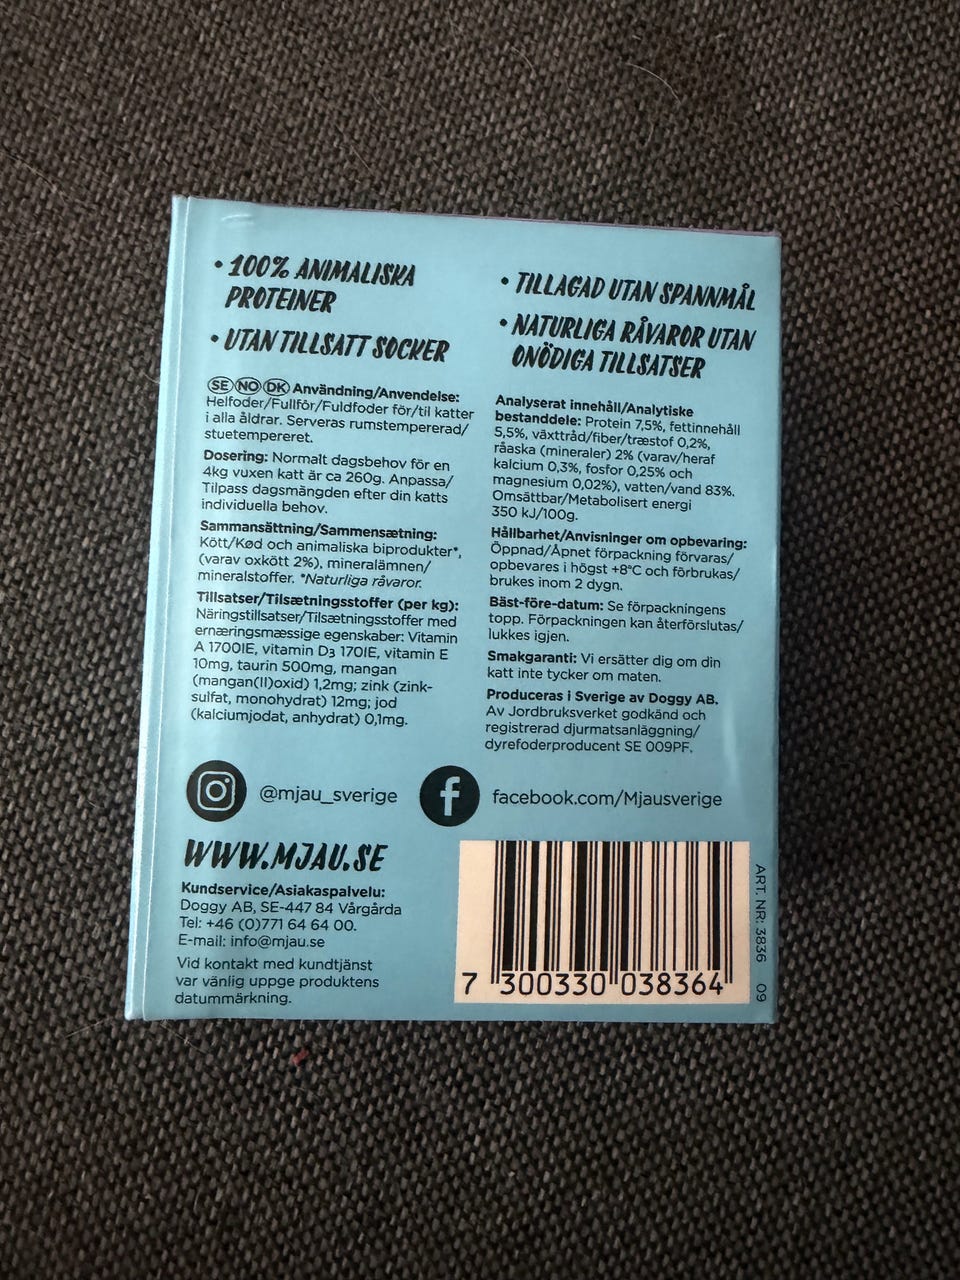 • 100% ANIMALISKA
PROTEINER
• UTAN TILLSATT SOCKER
• TILLAGAD UTAN SPANNMÅL
• NATURLIGA RÅVAROR UTAN
ONÖDIGA TILLSATSER
SE NO DK Användning/Anvendelse:
Helfoder/Fullfôr/Fuldfoder för/til katter
i alla åldrar. Serveras rumstempererad/
stuetempereret.
Dosering: Normalt dagsbehov för en
4kg vuxen katt är ca 260g. Anpassa/
Tilpass dagsmängden efter din katts
individuella behov.
Sammansättning/Sammensætning:
Kött/Kød och animaliska biprodukter*,
(varav oxkött 2%), mineralämnen/
mineralstoffer. *Naturliga råvaror.
Tillsatser/Tilsætningsstoffer (per kg):
Näringstillsatser/Tilsætningsstoffer med
ernæringsmæssige egenskaber: Vitamin
A 1700IE, vitamin D3 170IE, vitamin E
10mg, taurin 500mg, mangan
(mangan(II)oxid) 1,2mg; zink (zink-
sulfat, monohydrat) 12mg; jod
(kalciumjodat, anhydrat) 0,1mg.
Analyserat innehåll/Analytiske
bestanddele: Protein 7,5%, fettinnehåll
5,5%, växttråd/fiber/træstof 0,2%,
råaska (mineraler) 2% (varav/heraf
kalcium 0,3%, fosfor 0,25% och
magnesium 0,02%), vatten/vand 83%.
Omsättbar/Metabolisert energi
350 kJ/100g.
Hållbarhet/Anvisninger om opbevaring:
Öppnad/Åpnet förpackning förvaras/
opbevares i högst +8°C och förbrukas/
brukes inom 2 dygn.
Bäst-före-datum: Se förpackningens
topp. Förpackningen kan återförslutas/
lukkes igjen.
Smakgaranti: Vi ersätter dig om din
katt inte tycker om maten.
Produceras i Sverige av Doggy AB.
Av Jordbruksverket godkänd och
registrerad djurmatsanläggning/
dyrefoderproducent SE 009PF.
@mjau_sverige
facebook.com/Mjausverige
WWW.MJAU.SE
Kundservice/Asiakaspalvelu:
Doggy AB, SE-447 84 Vårgårda
Tel: +46 (0)771 64 64 00.
E-mail: info@mjau.se
Vid kontakt med kundtjänst
var vänlig uppge produktens
datummärkning.
7 300330 038364
ART. NR: 3836 09